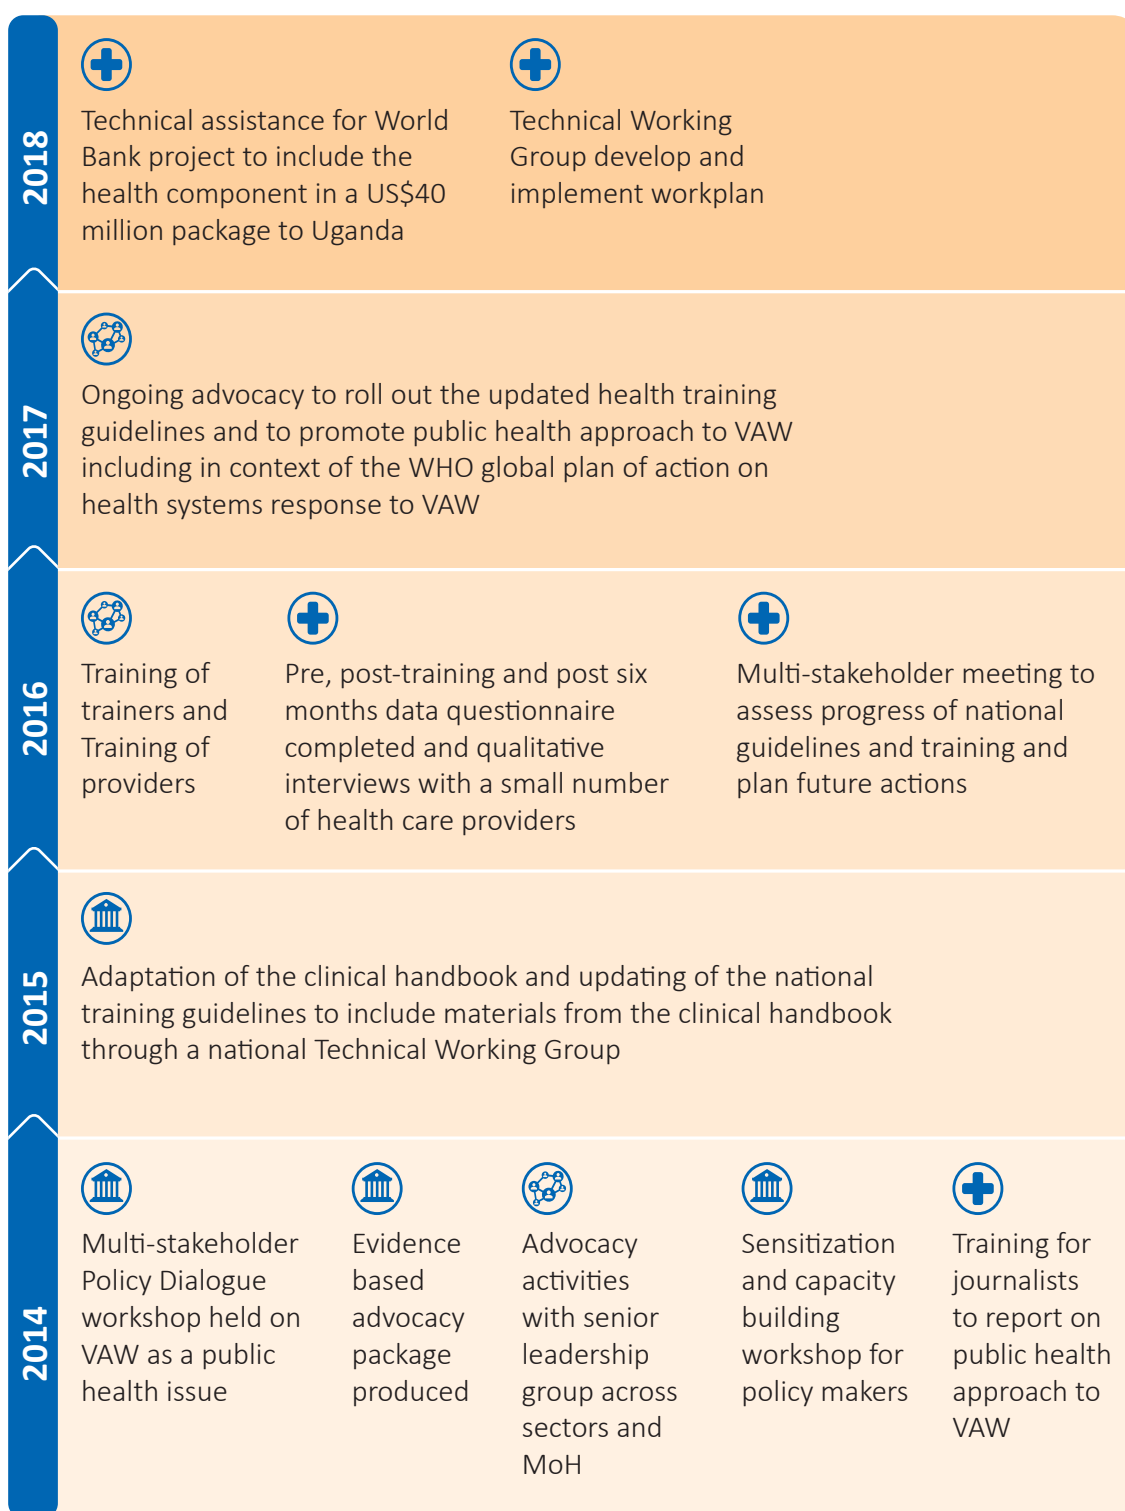 2018
Technical assistance for World
Bank project to include the
health component in a US$40
million package to Uganda
Technical Working
Group develop and
implement workplan
2017
Ongoing advocacy to roll out the updated health training
guidelines and to promote public health approach to VAW
including in context of the WHO global plan of action on
health systems response to VAW
2016
Training of
trainers and
Training of
providers
Pre, post-training and post six
months data questionnaire
completed and qualitative
interviews with a small number
of health care providers
Multi-stakeholder meeting to
assess progress of national
guidelines and training and
plan future actions
2015
Adaptation of the clinical handbook and updating of the national
training guidelines to include materials from the clinical handbook
through a national Technical Working Group
2014
Multi-stakeholder
Policy Dialogue
workshop held on
VAW as a public
health issue
Evidence
based
advocacy
package
produced
Advocacy
activities
with senior
leadership
group across
sectors and
MoH
Sensitization
and capacity
building
workshop for
policy makers
Training for
journalists
to report on
public health
approach to
VAW